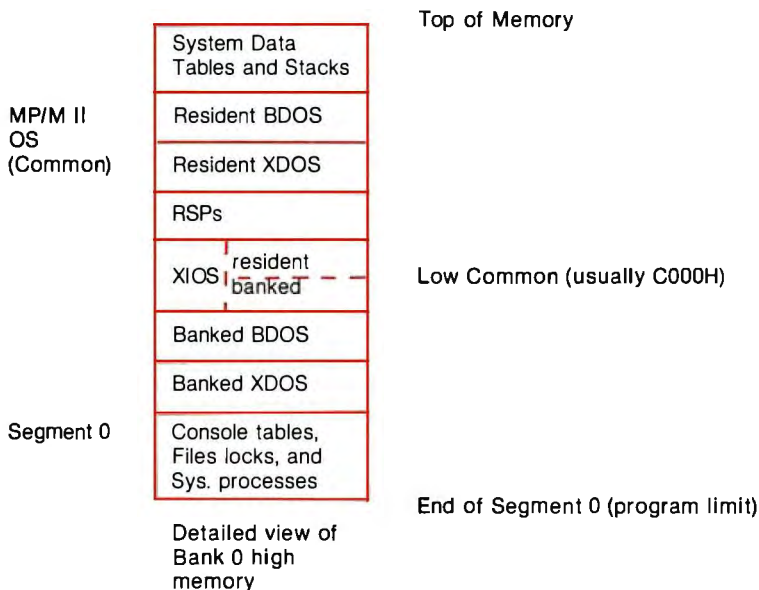 Top of Memory
System Data
Tables and Stacks
MP/M II
OS
(Common)
Resident BDOS
Resident XDOS
RSPs
XIOS
resident
banked
Low Common (usually C000H)
Banked BDOS
Banked XDOS
Segment 0
Console tables,
Files locks, and
Sys. processes
End of Segment 0 (program limit)
Detailed view of
Bank 0 high
memory